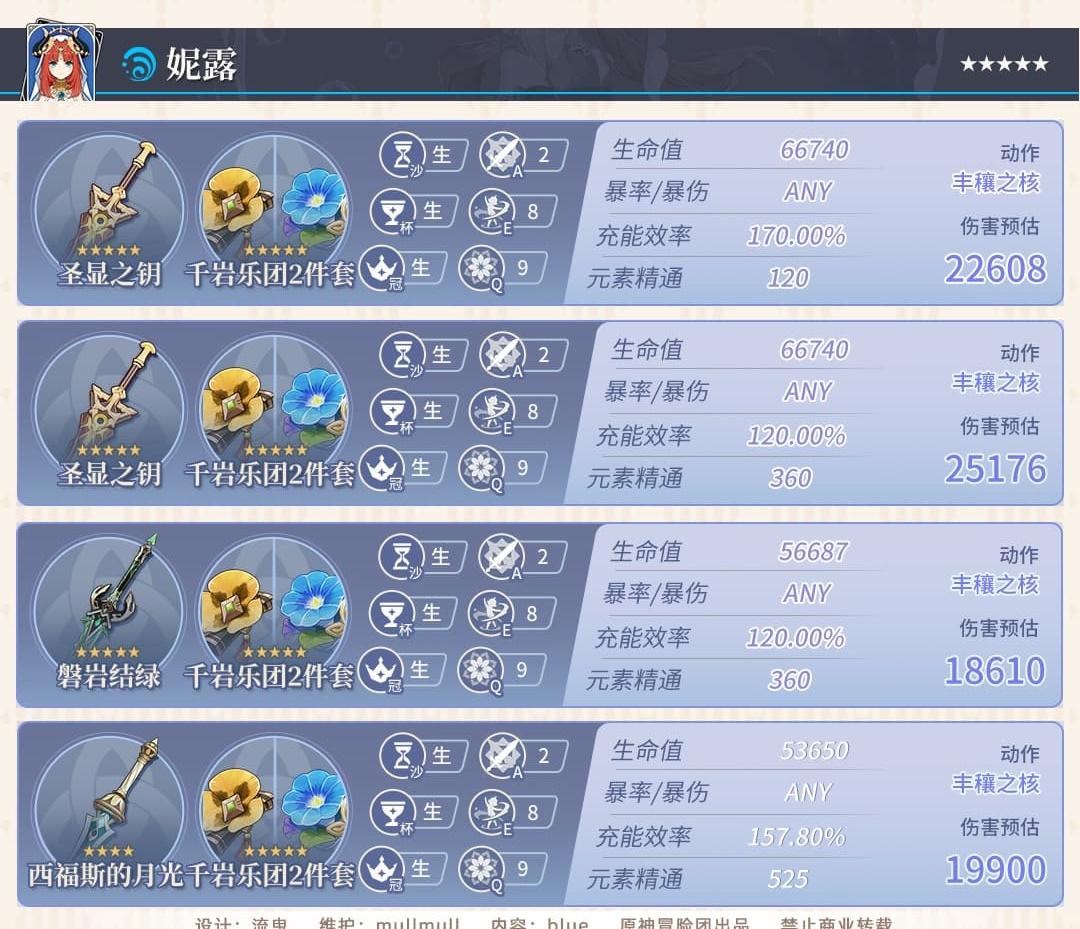 妮露
★★★★★
圣显之钥
千岩乐团2件套
沙 生 A 2
杯 生 E 8
冠 生 Q 9
生命值 66740
暴率/暴伤 ANY
充能效率 170.00%
元素精通 120
动作
丰穰之核
伤害预估
22608
圣显之钥
千岩乐团2件套
沙 生 A 2
杯 生 E 8
冠 生 Q 9
生命值 66740
暴率/暴伤 ANY
充能效率 120.00%
元素精通 360
动作
丰穰之核
伤害预估
25176
磐岩结绿
千岩乐团2件套
沙 生 A 2
杯 生 E 8
冠 生 Q 9
生命值 56687
暴率/暴伤 ANY
充能效率 120.00%
元素精通 360
动作
丰穰之核
伤害预估
18610
西福斯的月光
千岩乐团2件套
沙 生 A 2
杯 生 E 8
冠 生 Q 9
生命值 53650
暴率/暴伤 ANY
充能效率 157.80%
元素精通 525
动作
丰穰之核
伤害预估
19900
设计：流曳 维护：mullmull 内容：blue 原神冒险团出品 禁止商业转载